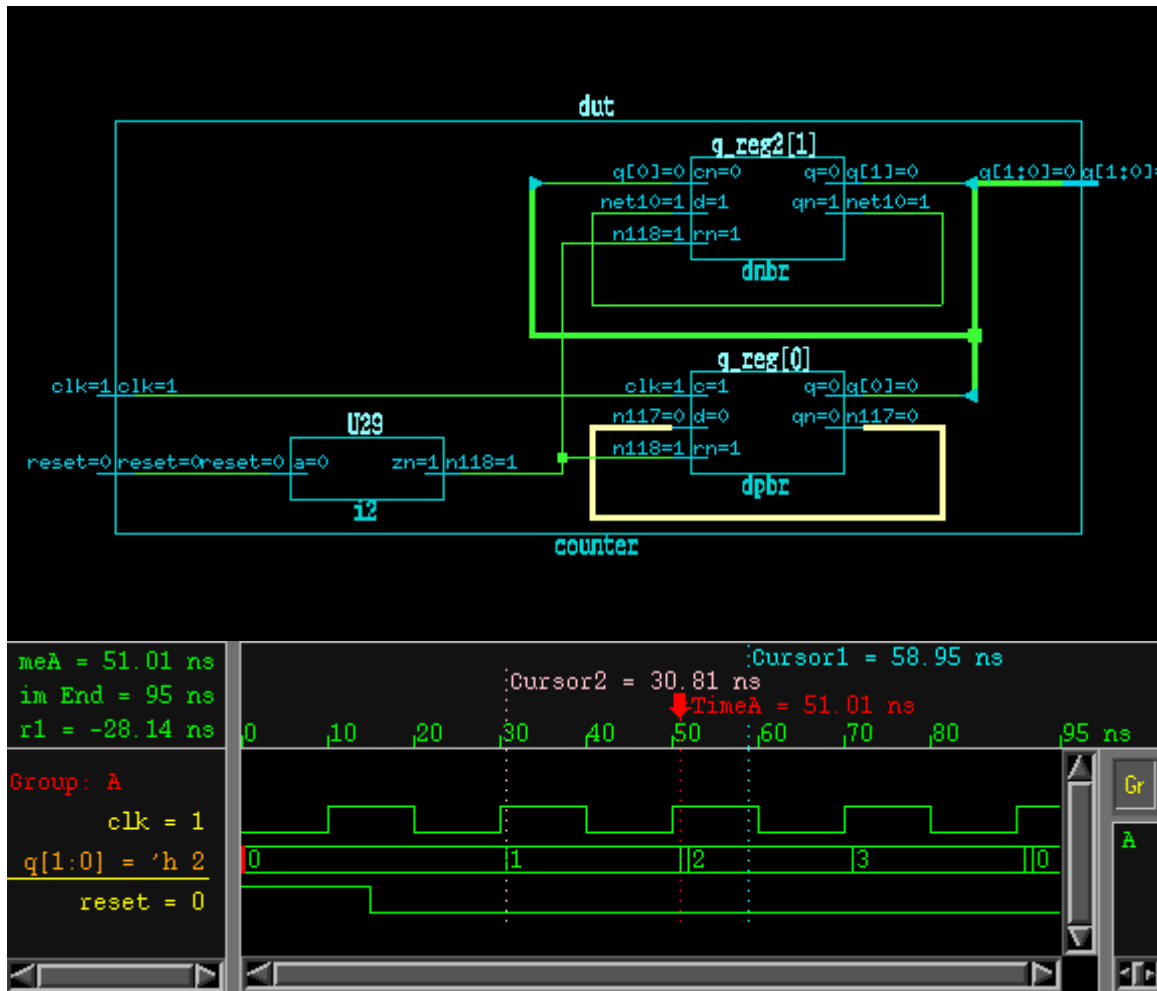 dut
q_reg2[1]
q[0]=0 cn=0 q=0 q[1]=0 q[1:0]=0 q[1:0]=
net10=1 d=1 qn=1 net10=1
n118=1 rn=1
dnbr
q_reg[0]
clk=1 clk=1 clk=1 c=1 q=0 q[0]=0
n117=0 d=0 qn=0 n117=0
U29
n118=1 rn=1
reset=0 reset=0 reset=0 a=0 zn=1 n118=1
dpbr
i2
counter
meA = 51.01 ns
im End = 95 ns
r1 = -28.14 ns
Cursor1 = 58.95 ns
Cursor2 = 30.81 ns
TimeA = 51.01 ns
0 10 20 30 40 50 60 70 80 95 ns
Group: A
Gr
clk = 1
A
q[1:0] = 'h 2
0 1 2 3 0
reset = 0